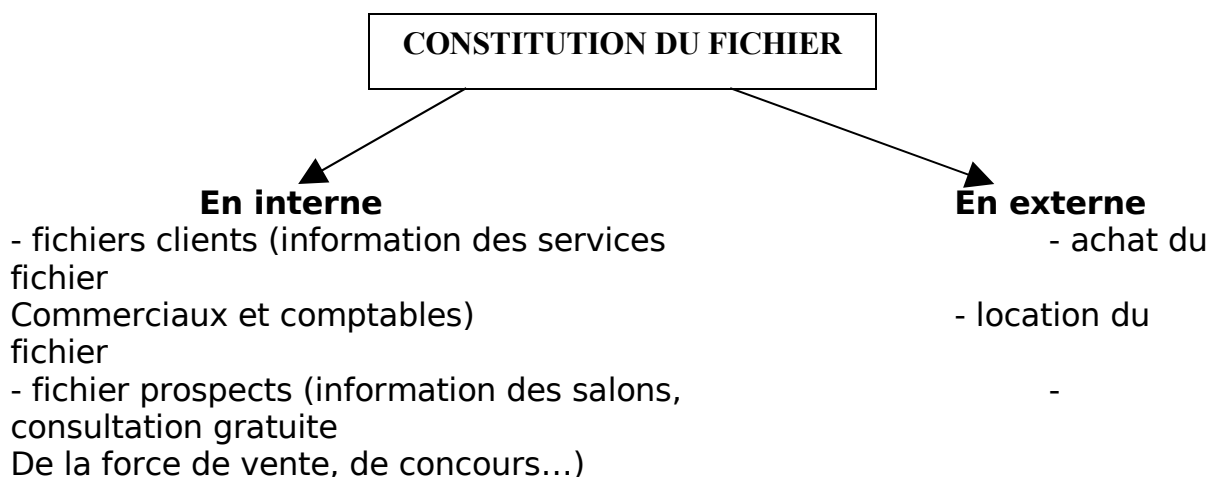 CONSTITUTION DU FICHIER
En interne En externe
- fichiers clients (information des services - achat du
fichier
Commerciaux et comptables) - location du
fichier
- fichier prospects (information des salons, -
consultation gratuite
De la force de vente, de concours…)